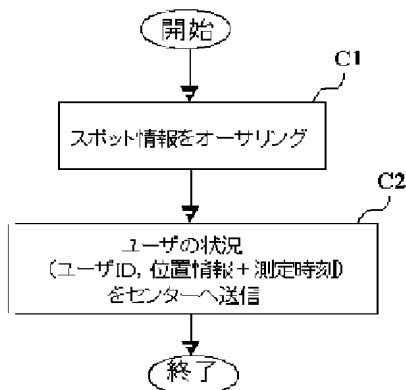 開始
C1
スポット情報をオーサリング
C2
ユーザの状況
(ユーザID, 位置情報+測定時刻)
をセンターへ送信
終了